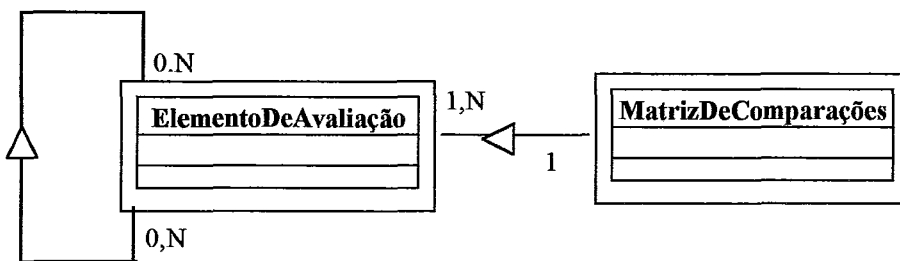 0.N
ElementoDeAvaliação
1,N
MatrizDeComparações
1
0,N